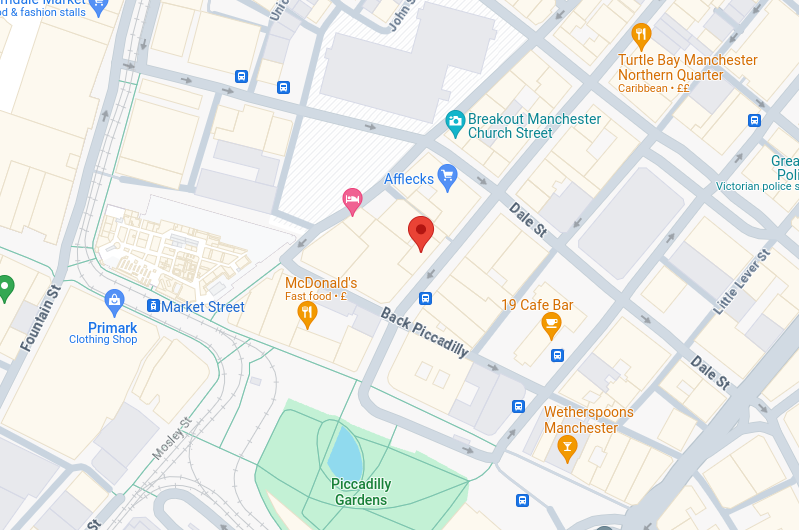 rndale Market
d & fashion stalls
John S
Turtle Bay Manchester
Northern Quarter
Caribbean • ££
Breakout Manchester
Church Street
Grea
Poli
Victorian police s
Afflecks
Dale St
McDonald's
Fast food • £
Market Street
19 Cafe Bar
Little Lever St
Fountain St
Primark
Clothing Shop
Back Piccadilly
Dale St
Mosley St
Wetherspoons
Manchester
Piccadilly
Gardens
St